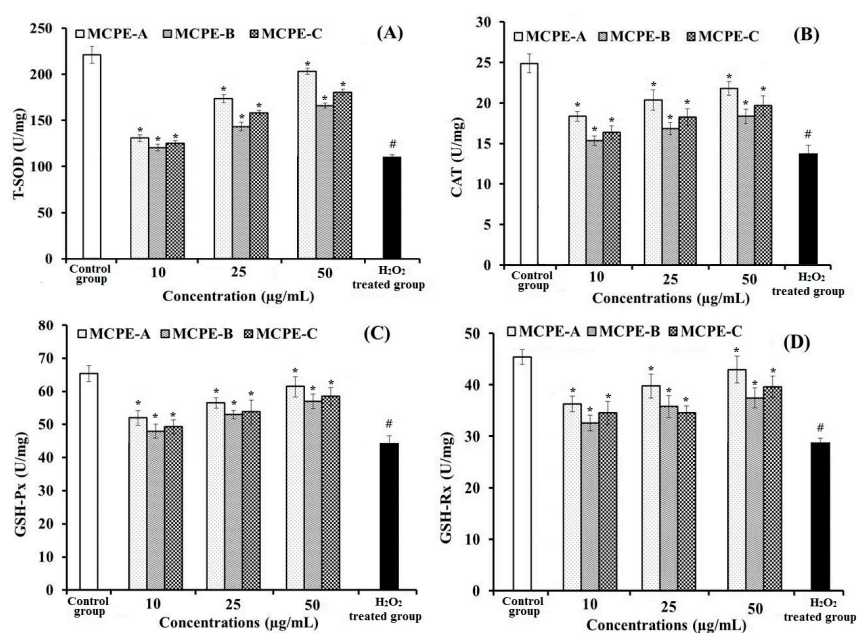 MCPE-A MCPE-B MCPE-C
(A)
250
200
150
100
50
0
T-SOD (U/mg)
* * * * * * * * * #
Control group
10 25 50
H₂O₂ treated group
Concentration (µg/mL)
MCPE-A MCPE-B MCPE-C
(B)
30
25
20
15
10
5
0
CAT (U/mg)
* * * * * * * * * #
Control group
10 25 50
H₂O₂ treated group
Concentrations (µg/mL)
MCPE-A MCPE-B MCPE-C
(C)
80
70
60
50
40
30
20
10
0
GSH-Px (U/mg)
* * * * * * * * * #
Control group
10 25 50
H₂O₂ treated group
Concentrations (µg/mL)
MCPE-A MCPE-B MCPE-C
(D)
50
40
30
20
10
0
GSH-Rx (U/mg)
* * * * * * * * * #
Control group
10 25 50
H₂O₂ treated group
Concentrations (µg/mL)